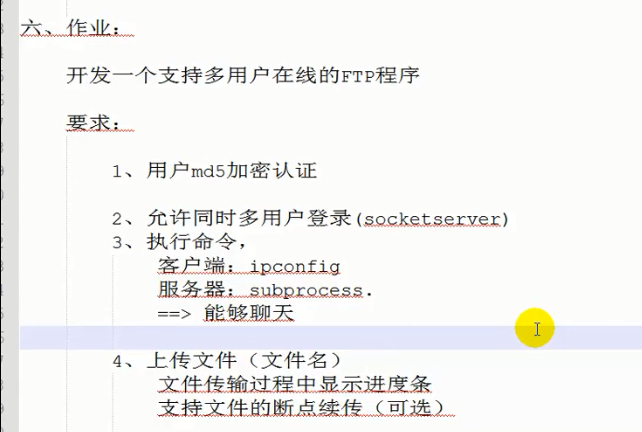 六、作业：
开发一个支持多用户在线的FTP程序
要求：
1、用户md5加密认证
2、允许同时多用户登录(socketserver)
3、执行命令，
客户端：ipconfig
服务器：subprocess.
==> 能够聊天
4、上传文件（文件名）
文件传输过程中显示进度条
支持文件的断点续传（可选）